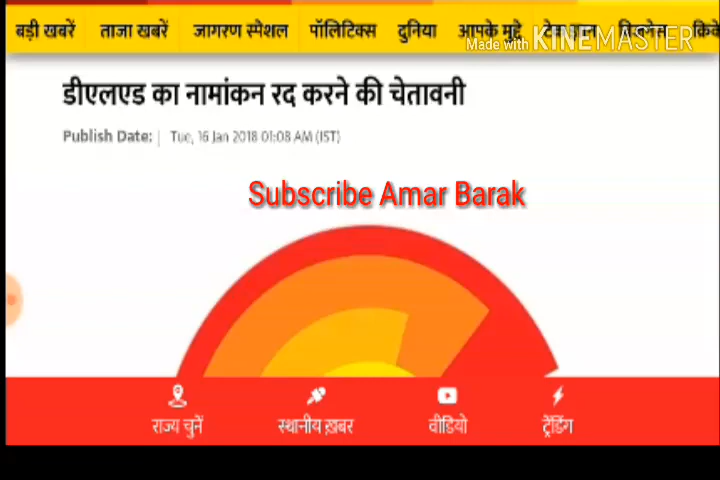 बड़ी खबरें ताजा खबरें जागरण स्पेशल पॉलिटिक्स दुनिया आपके मुद्दे टेक ज्ञान बिजनेस
Made with KINEMASTER
डीएलएड का नामांकन रद करने की चेतावनी
Publish Date: | Tue, 16 Jan 2018 01:08 AM (IST)
Subscribe Amar Barak
राज्य चुनें स्थानीय ख़बर वीडियो ट्रेंडिंग